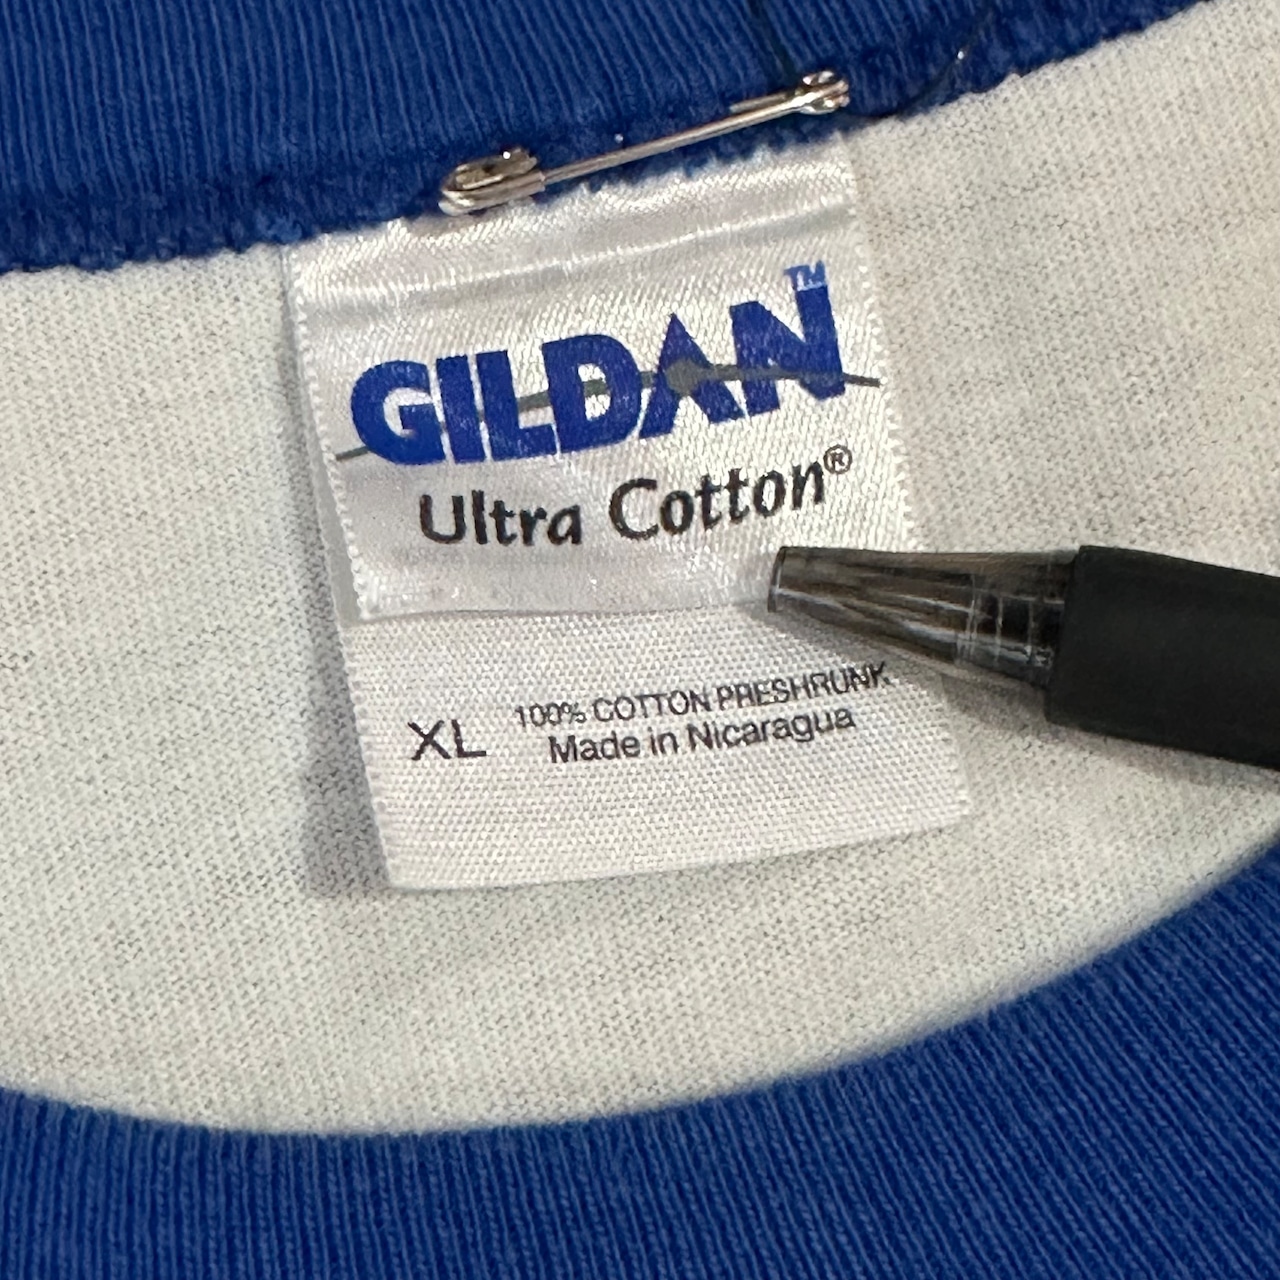 GILDAN™
Ultra Cotton®
XL 100% COTTON PRESHRUNK
Made in Nicaragua